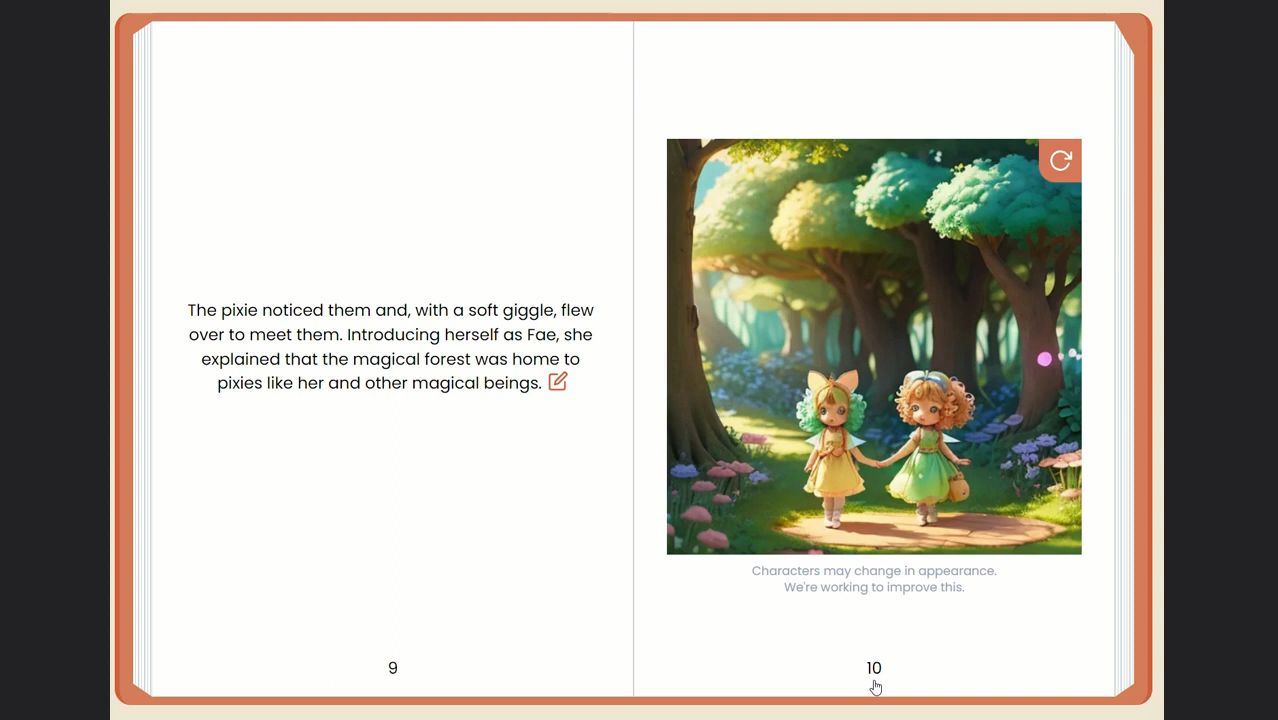 The pixie noticed them and, with a soft giggle, flew
over to meet them. Introducing herself as Fae, she
explained that the magical forest was home to
pixies like her and other magical beings.
9
Characters may change in appearance.
We're working to improve this.
10